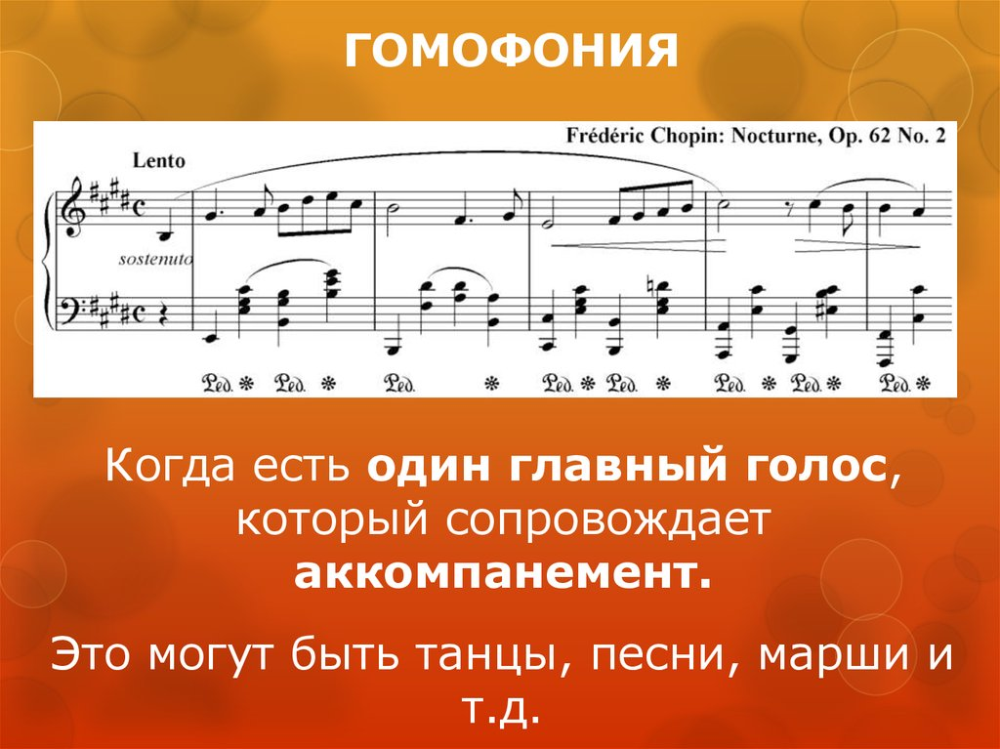 ГОМОФОНИЯ
Frédéric Chopin: Nocturne, Op. 62 No. 2
Lento
sostenuto
Ped. * Ped. * Ped. * Ped. * Ped. * Ped. * Ped. * Ped. *
Когда есть один главный голос,
который сопровождает
аккомпанемент.
Это могут быть танцы, песни, марши и
т.д.